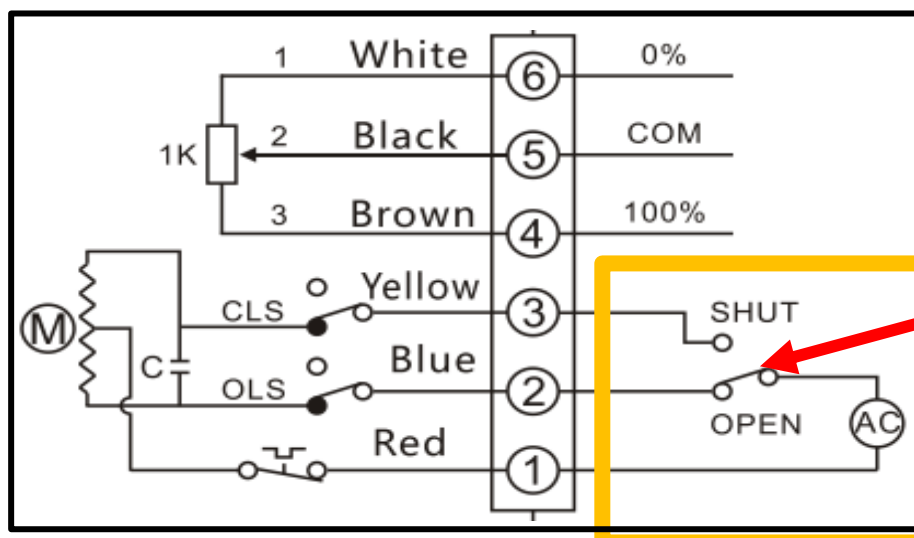 1 White 6 0%
1K 2 Black 5 COM
3 Brown 4 100%
CLS Yellow 3 SHUT
M C OLS Blue 2 OPEN AC
Red 1